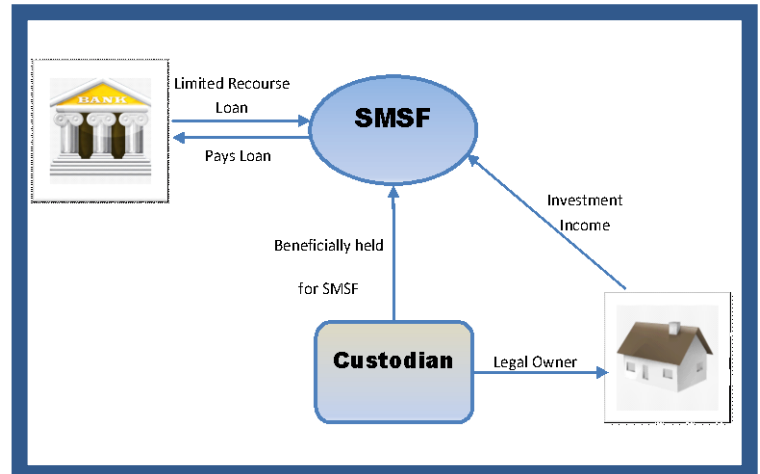 Limited Recourse
Loan
BANK
SMSF
Pays Loan
Investment
Income
Beneficially held
for SMSF
Custodian
Legal Owner